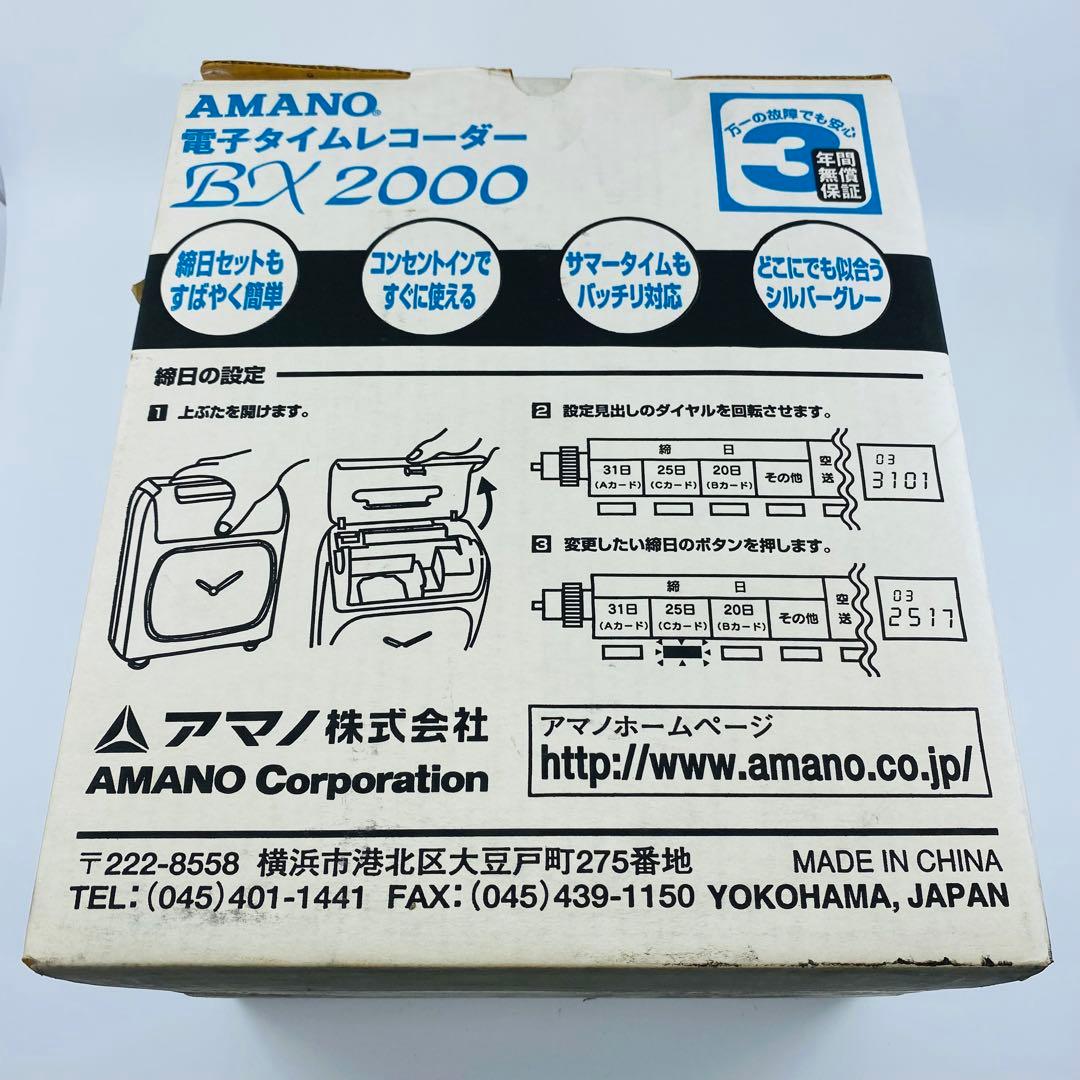 AMANO®
電子タイムレコーダー
BX2000
万一の故障でも安心
3
年間
無償
保証
締日セットも
すばやく簡単
コンセントインで
すぐに使える
サマータイムも
バッチリ対応
どこにでも似合う
シルバーグレー
締日の設定
1 上ぶたを開けます。
2 設定見出しのダイヤルを回転させます。
締 日
空送
31日 25日 20日 その他
(Aカード) (Cカード) (Bカード)
03
3101
3 変更したい締日のボタンを押します。
締 日
空送
31日 25日 20日 その他
(Aカード) (Cカード) (Bカード)
03
2517
アマノ株式会社
AMANO Corporation
アマノホームページ
http://www.amano.co.jp/
〒222-8558 横浜市港北区大豆戸町275番地 MADE IN CHINA
TEL:(045)401-1441 FAX:(045)439-1150 YOKOHAMA, JAPAN